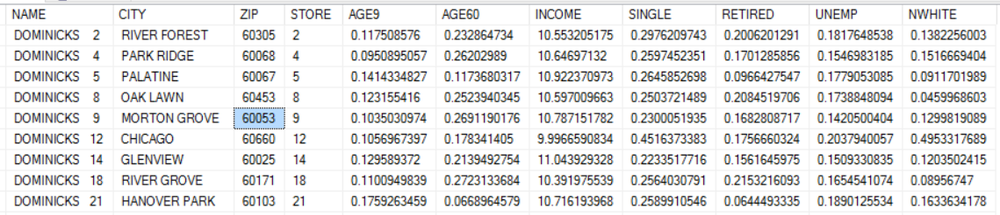 NAME CITY ZIP STORE AGE9 AGE60 INCOME SINGLE RETIRED UNEMP NWHITE
DOMINICKS 2 RIVER FOREST 60305 2 0.117508576 0.232864734 10.553205175 0.2976209743 0.2006201291 0.1817648538 0.1382256003
DOMINICKS 4 PARK RIDGE 60068 4 0.0950895057 0.26202989 10.64697132 0.2597452351 0.1701285856 0.1546983185 0.1516669404
DOMINICKS 5 PALATINE 60067 5 0.1414334827 0.1173680317 10.922370973 0.2645852698 0.0966427547 0.1779053085 0.0911701989
DOMINICKS 8 OAK LAWN 60453 8 0.123155416 0.2523940345 10.597009663 0.2503721489 0.2084519706 0.1738848094 0.0459968603
DOMINICKS 9 MORTON GROVE 60053 9 0.1035030974 0.2691190176 10.787151782 0.2300051935 0.1682808717 0.1420500404 0.1299819089
DOMINICKS 12 CHICAGO 60660 12 0.1056967397 0.178341405 9.9966590834 0.4516373383 0.1756660324 0.2037940057 0.4953317689
DOMINICKS 14 GLENVIEW 60025 14 0.129589372 0.2139492754 11.043929328 0.2233517716 0.1561645975 0.1509330835 0.1203502415
DOMINICKS 18 RIVER GROVE 60171 18 0.1100949839 0.2723133684 10.391975539 0.2564030791 0.2153216093 0.1654541074 0.08956747
DOMINICKS 21 HANOVER PARK 60103 21 0.1759263459 0.0668964579 10.716193968 0.2589910546 0.0644493335 0.1890125534 0.1633634178